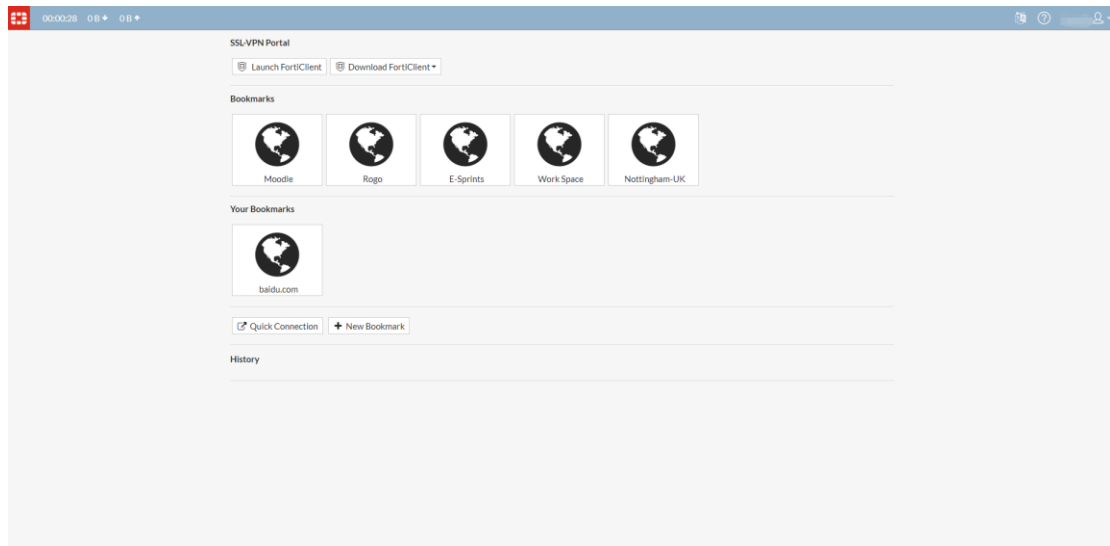 00:00:28 0 B 0 B
SSL-VPN Portal
Launch FortiClient Download FortiClient
Bookmarks
Moodle Rogo E-Sprints Work Space Nottingham-UK
Your Bookmarks
baidu.com
Quick Connection New Bookmark
History